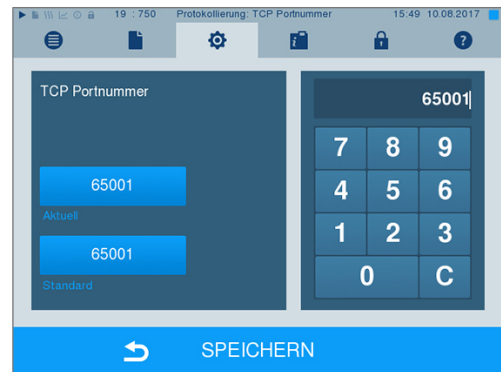 19 : 750 Protokollierung: TCP Portnummer 15:49 10.08.2017
TCP Portnummer
65001
65001
Aktuell
65001
Standard
7 8 9
4 5 6
1 2 3
0 C
SPEICHERN